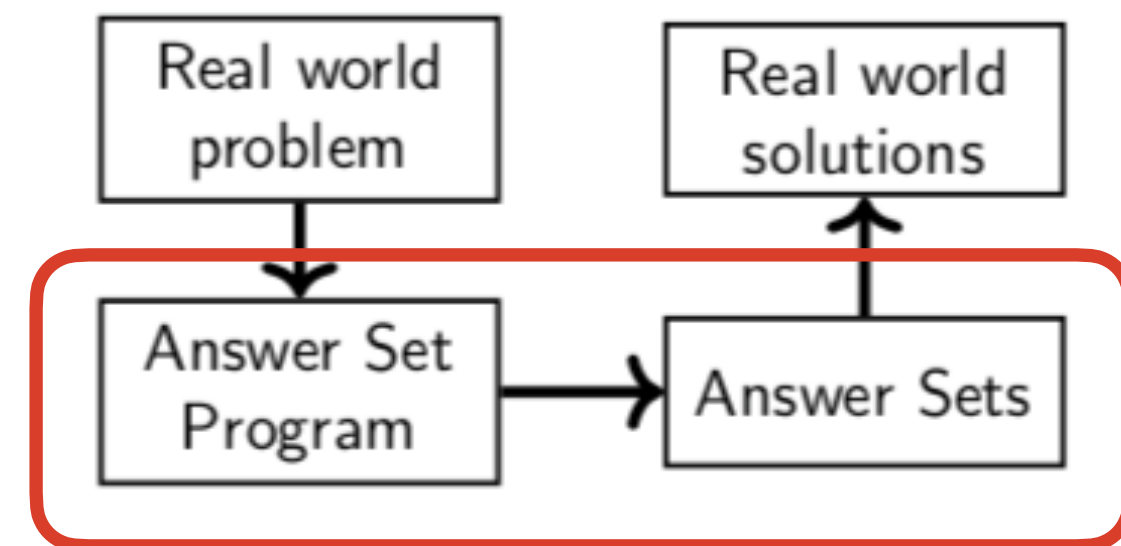 Real world
problem
Real world
solutions
Answer Set
Program
Answer Sets